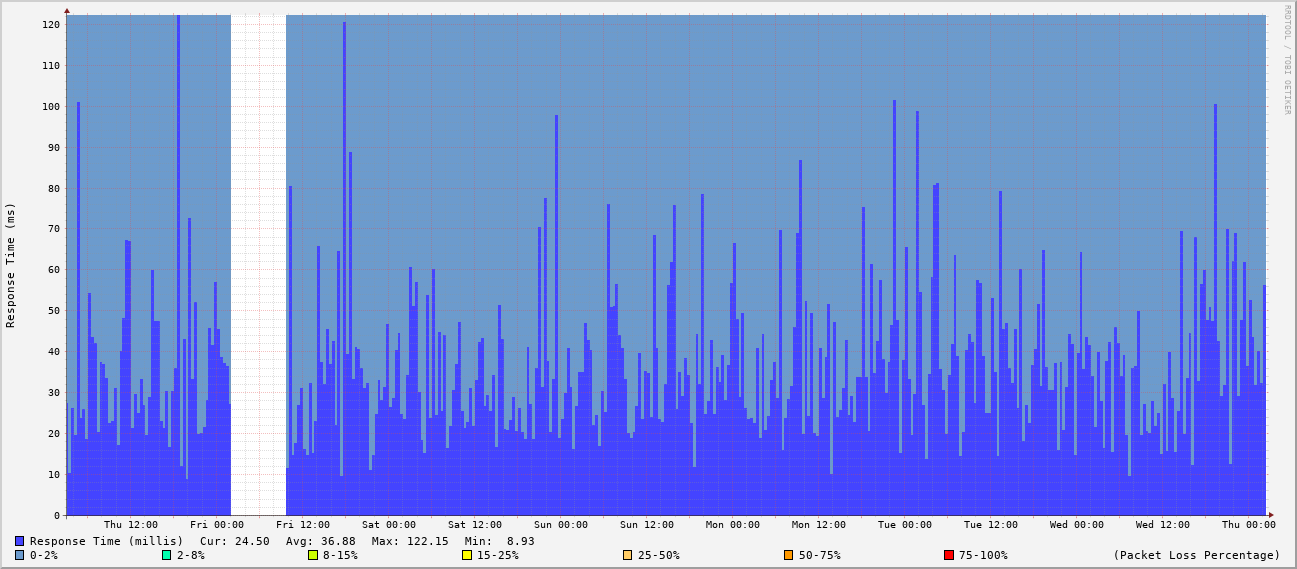 RRDTOOL / TOBI OETIKER
Response Time (ms)
120
110
100
90
80
70
60
50
40
30
20
10
0
Thu 12:00 Fri 00:00 Fri 12:00 Sat 00:00 Sat 12:00 Sun 00:00 Sun 12:00 Mon 00:00 Mon 12:00 Tue 00:00 Tue 12:00 Wed 00:00 Wed 12:00 Thu 00:00
Response Time (millis) Cur: 24.50 Avg: 36.88 Max: 122.15 Min: 8.93
0-2% 2-8% 8-15% 15-25% 25-50% 50-75% 75-100% (Packet Loss Percentage)